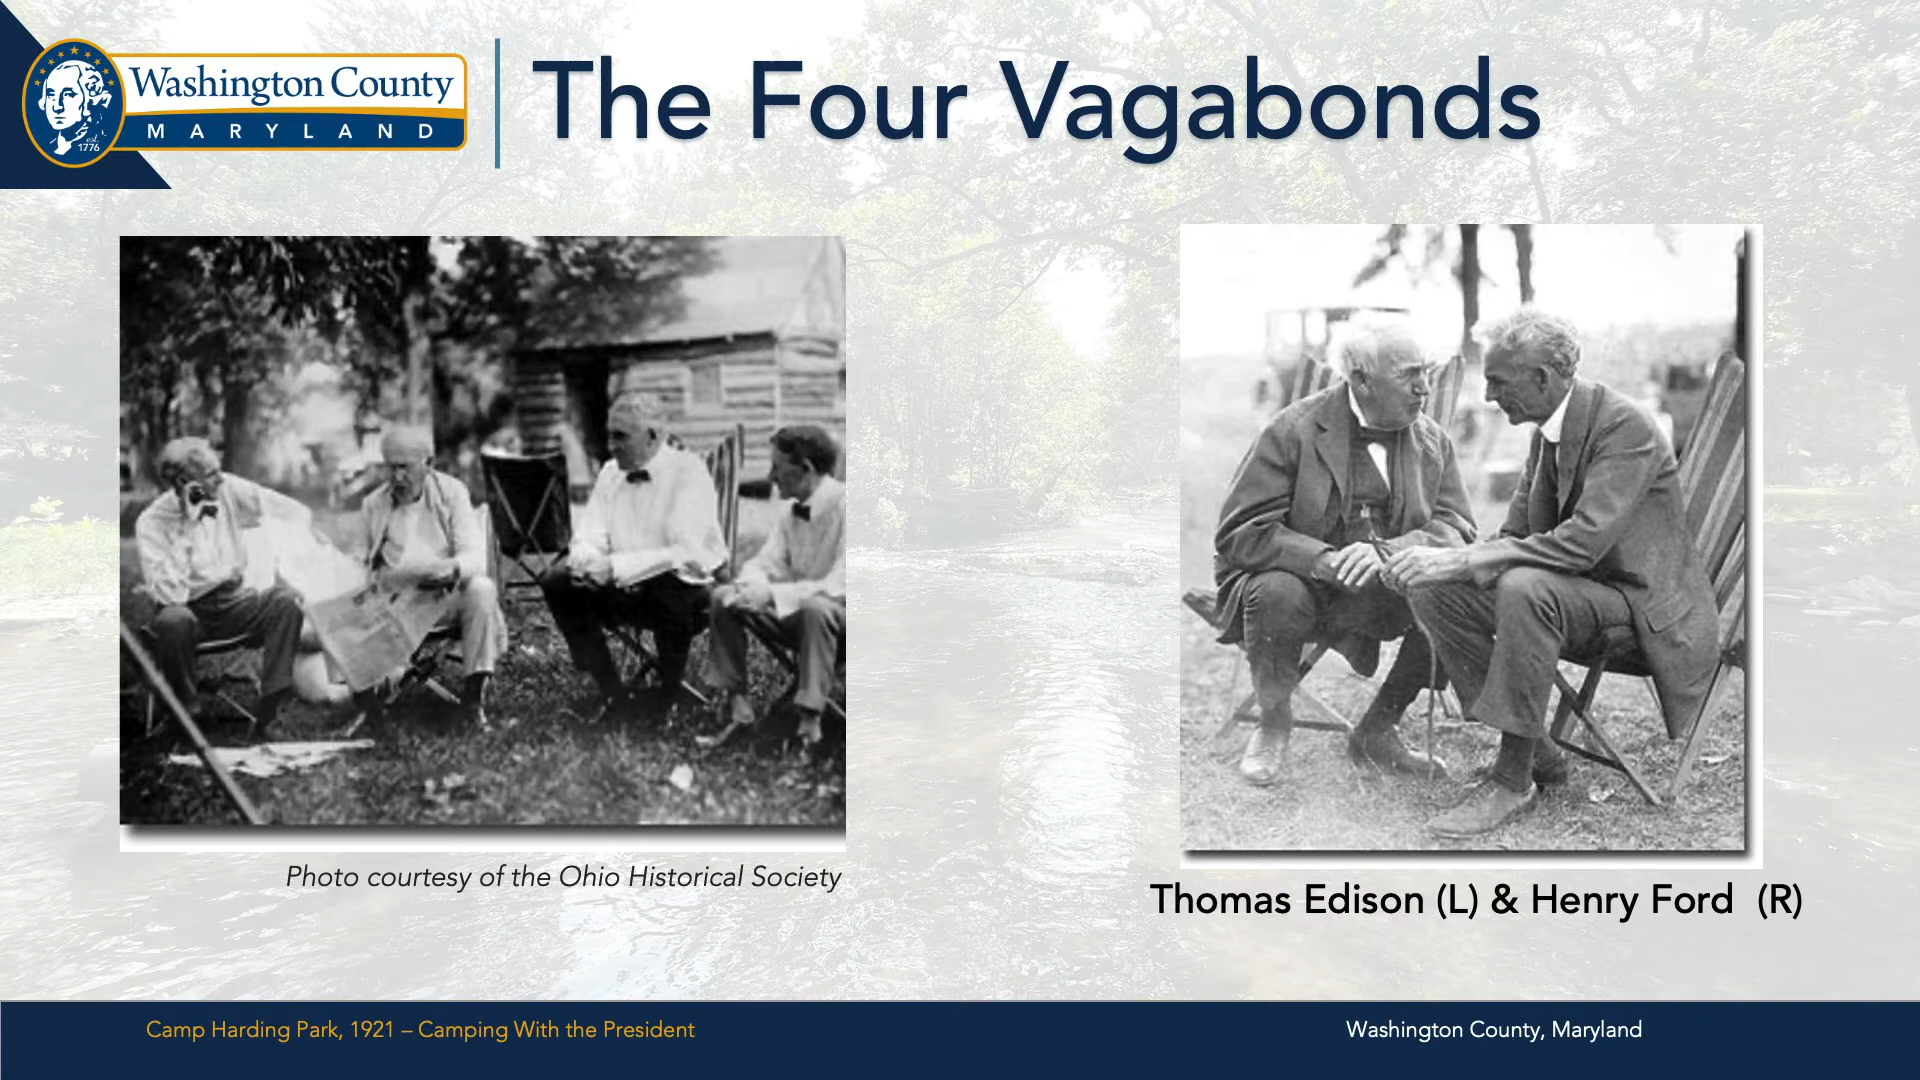 Washington County
MARYLAND
est.
1776
The Four Vagabonds
Photo courtesy of the Ohio Historical Society
Thomas Edison (L) & Henry Ford (R)
Camp Harding Park, 1921 – Camping With the President
Washington County, Maryland